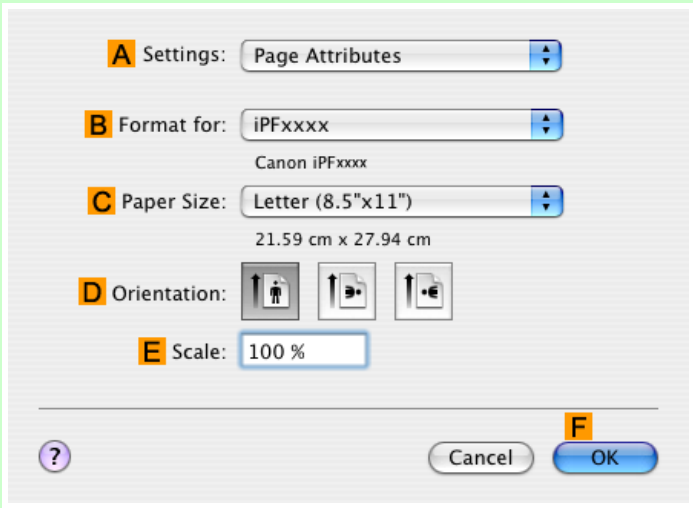 A Settings: Page Attributes
B Format for: iPFxxxx
Canon iPFxxxx
C Paper Size: Letter (8.5"x11")
21.59 cm x 27.94 cm
D Orientation:
E Scale: 100 %
F
? Cancel OK